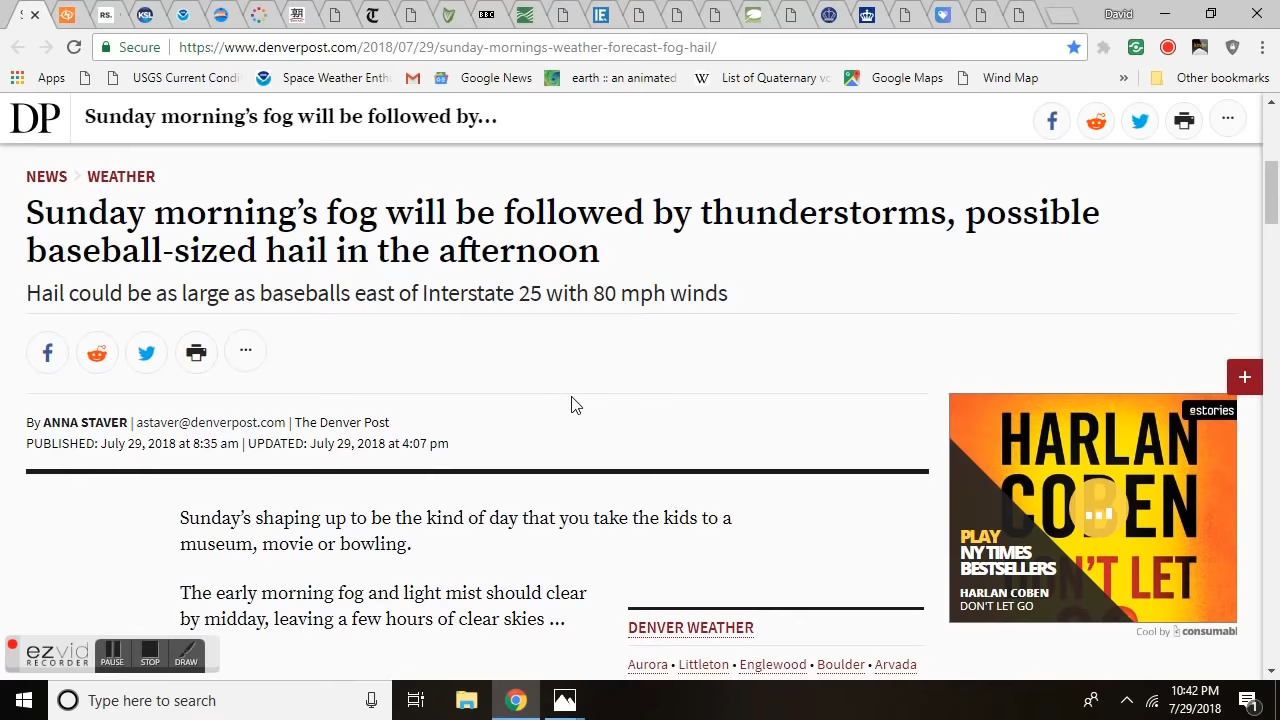 RS.
KSL
BBC
IE
David
Secure
https://www.denverpost.com/2018/07/29/sunday-mornings-weather-forecast-fog-hail/
Apps
USGS Current Condi
Space Weather Enth
Google News
earth :: an animated
W
List of Quaternary vo
Google Maps
Wind Map
»
Other bookmarks
DP
Sunday morning’s fog will be followed by...
NEWS > WEATHER
Sunday morning’s fog will be followed by thunderstorms, possible
baseball-sized hail in the afternoon
Hail could be as large as baseballs east of Interstate 25 with 80 mph winds
By ANNA STAVER | astaver@denverpost.com | The Denver Post
PUBLISHED: July 29, 2018 at 8:35 am | UPDATED: July 29, 2018 at 4:07 pm
Sunday’s shaping up to be the kind of day that you take the kids to a
museum, movie or bowling.
The early morning fog and light mist should clear
by midday, leaving a few hours of clear skies ...
DENVER WEATHER
Aurora • Littleton • Englewood • Boulder • Arvada
estories
HARLAN
COBEN
DON'T LET
GO
PLAY
NY TIMES
BESTSELLERS
HARLAN COBEN
DON'T LET GO
Cool by consumabl
ezvid
RECORDER
PAUSE
STOP
DRAW
Type here to search
10:42 PM
7/29/2018
1